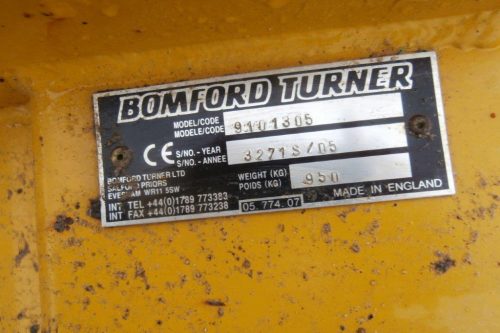 BOMFORD TURNER
MODEL/CODE
MODELE/CODE
9101305
CE
S/NO. - YEAR
S/NO. - ANNEE
32718/05
BOMFORD TURNER LTD
SALFORD PRIORS
EVESHAM WR11 5SW
WEIGHT (KG)
POIDS (KG)
950
INT TEL +44(0)1789 773383
INT FAX +44(0)1789 773238
05.774.07
MADE IN ENGLAND